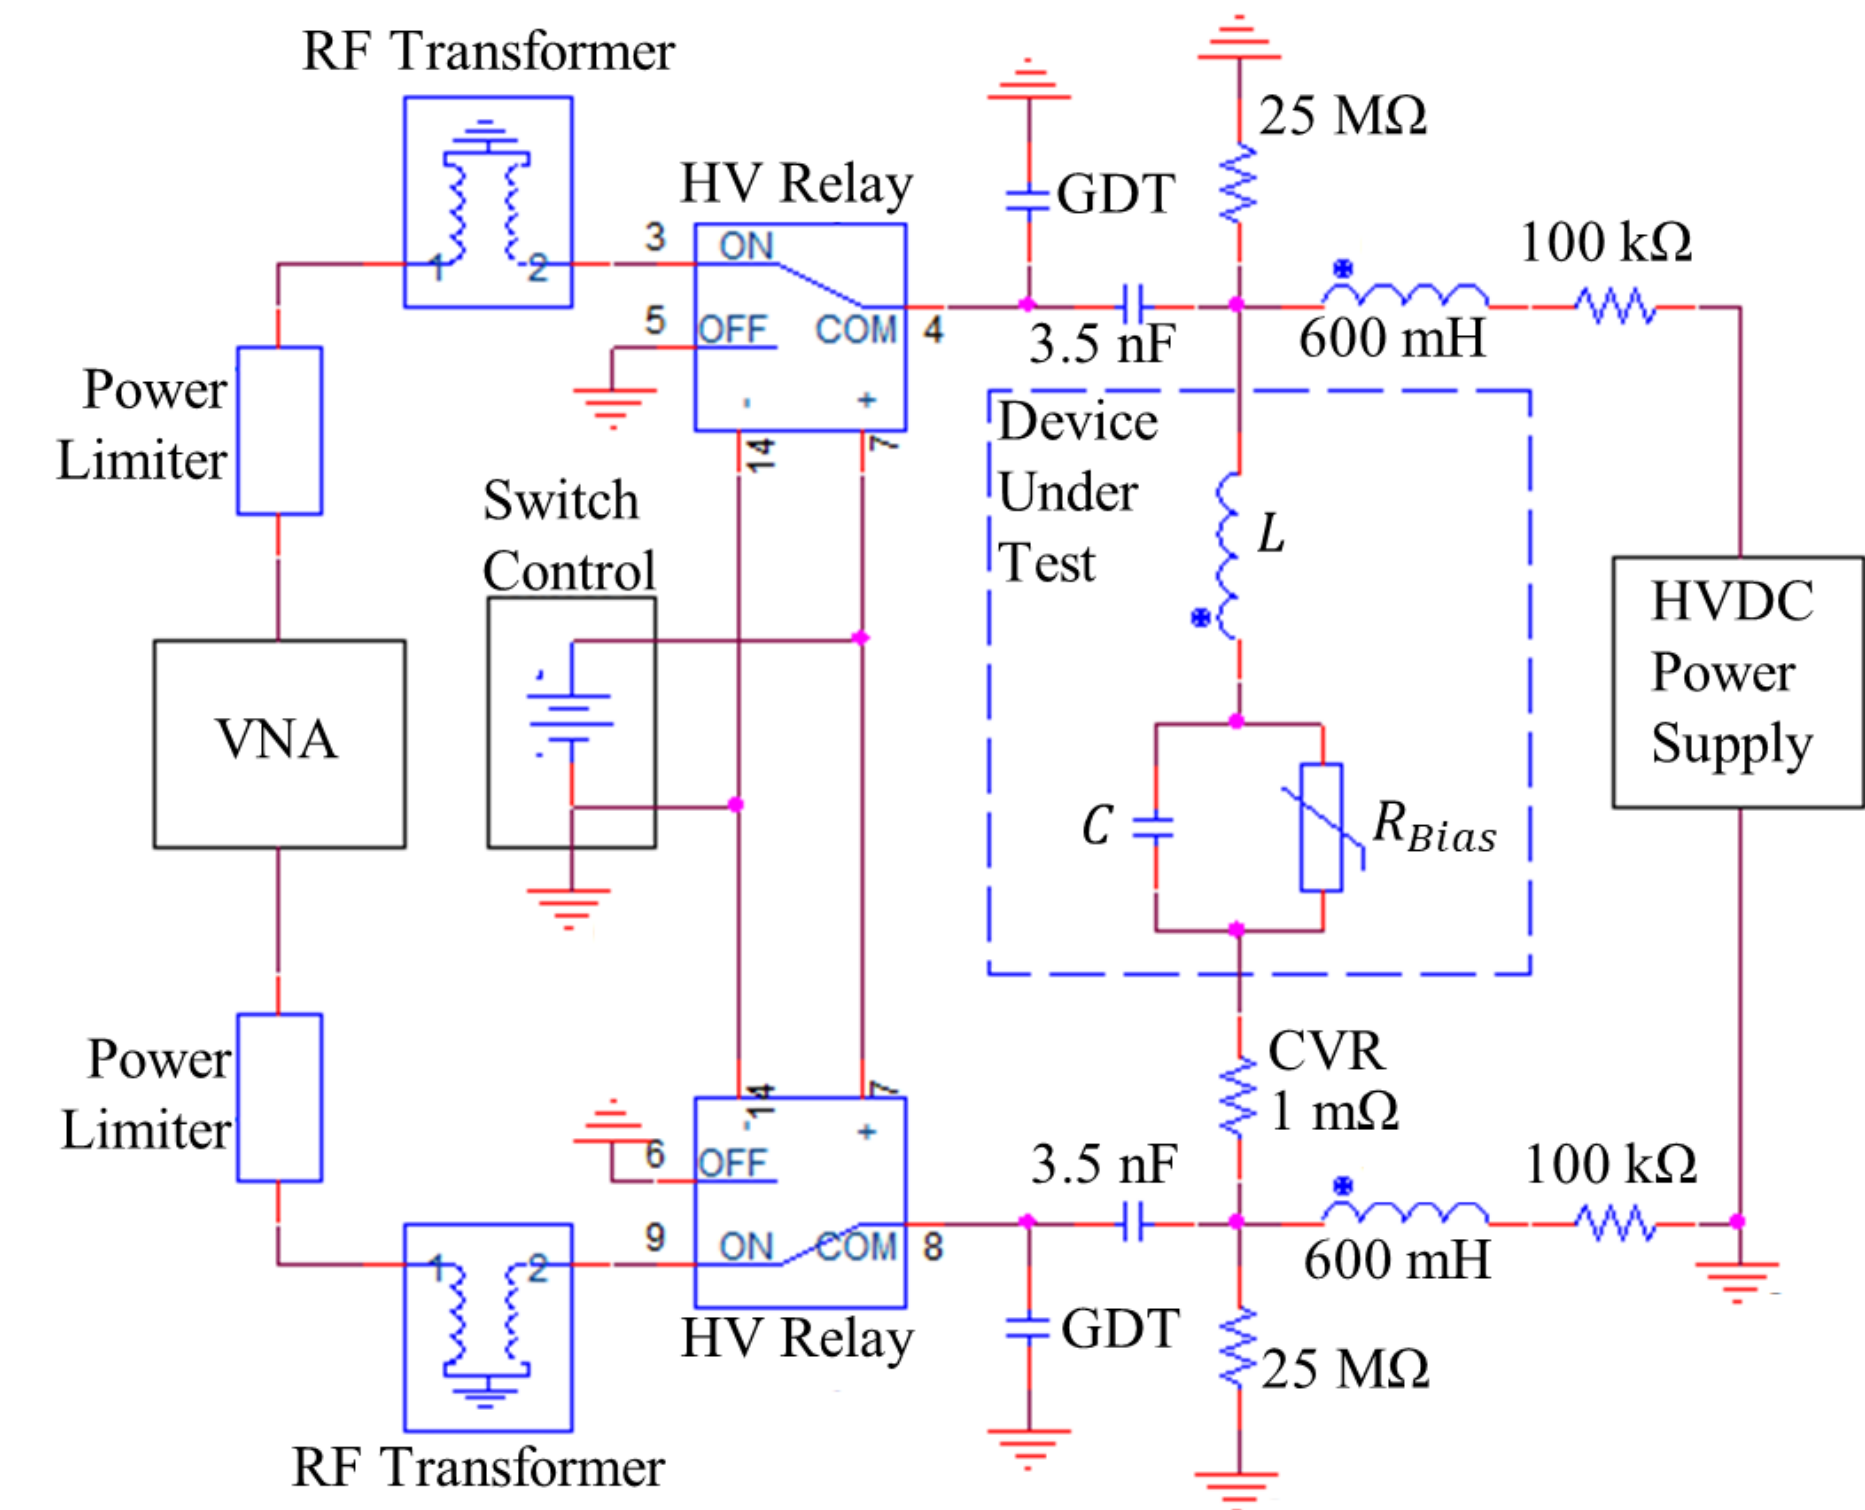 RF Transformer
1
2
HV Relay
3
ON
5
OFF
COM
4
-
+
14
7
GDT
25 MΩ
3.5 nF
600 mH
100 kΩ
Power
Limiter
Switch
Control
VNA
Device
Under
Test
L
C
R_Bias
HVDC
Power
Supply
CVR
1 mΩ
Power
Limiter
14
7
-
+
6
OFF
9
ON
COM
8
HV Relay
3.5 nF
600 mH
100 kΩ
GDT
25 MΩ
1
2
RF Transformer